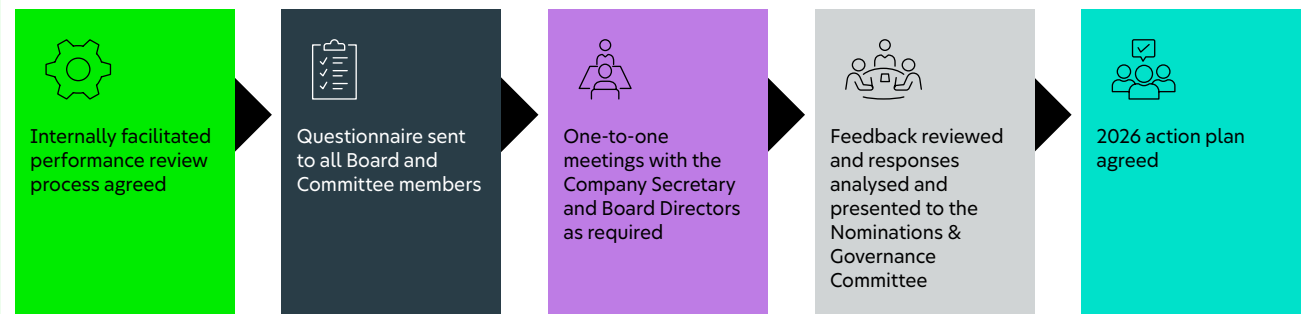 Internally facilitated
performance review
process agreed
Questionnaire sent
to all Board and
Committee members
One-to-one
meetings with the
Company Secretary
and Board Directors
as required
Feedback reviewed
and responses
analysed and
presented to the
Nominations &
Governance
Committee
2026 action plan
agreed